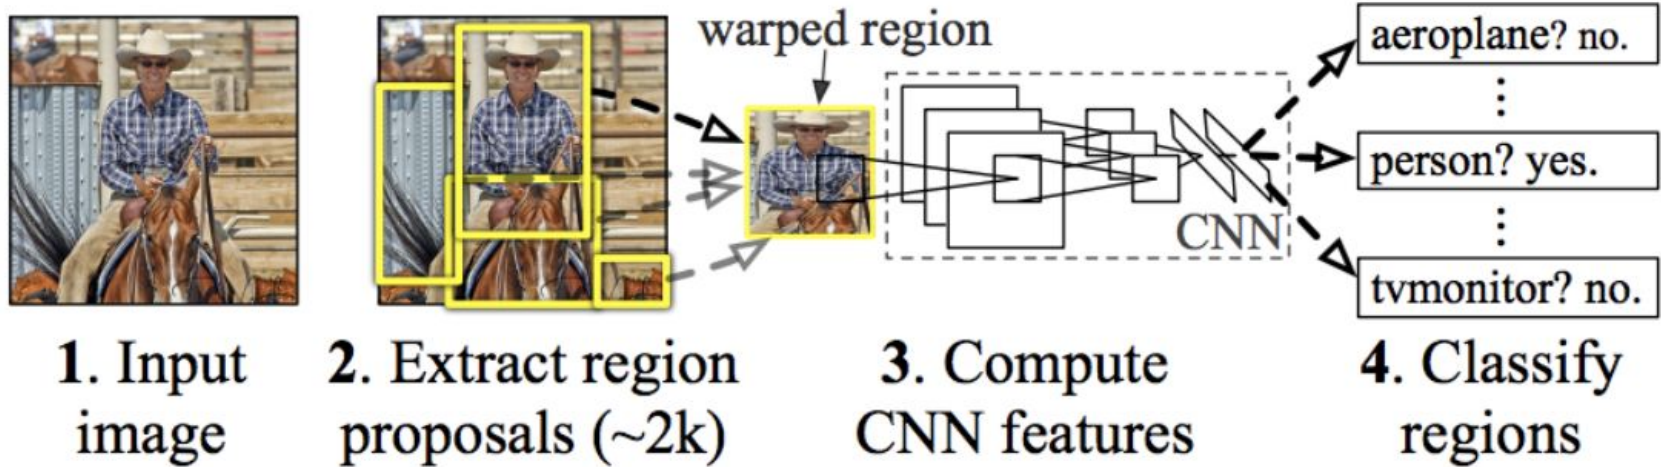 warped region
aeroplane? no.
person? yes.
CNN
tvmonitor? no.
1. Input
image
2. Extract region
proposals (~2k)
3. Compute
CNN features
4. Classify
regions